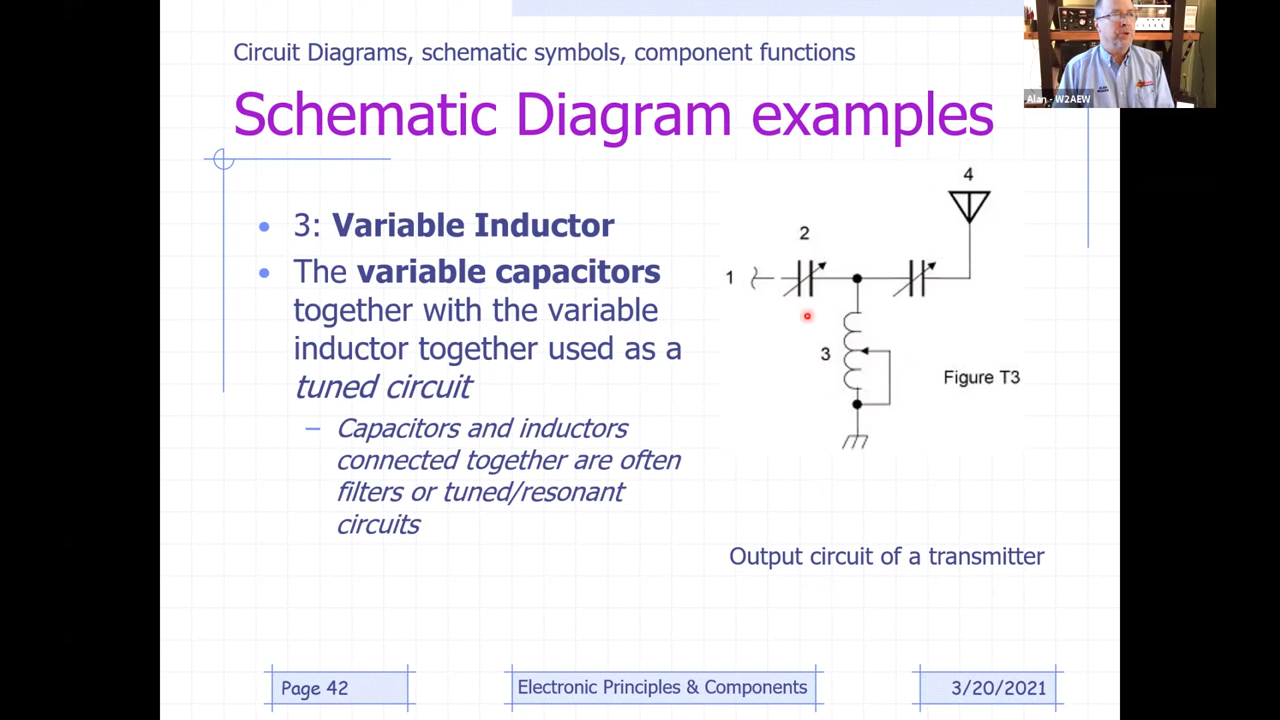 Circuit Diagrams, schematic symbols, component functions
Schematic Diagram examples
Alan - W2AEW
• 3: Variable Inductor
• The variable capacitors
together with the variable
inductor together used as a
tuned circuit
– Capacitors and inductors
connected together are often
filters or tuned/resonant
circuits
4
2
1
3
Figure T3
Output circuit of a transmitter
Page 42
Electronic Principles & Components
3/20/2021